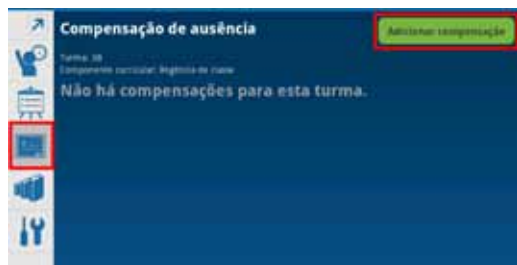 Compensação de ausência
Adicionar compensação
Turma: 3B
Componente curricular: Regência de classe
Não há compensações para esta turma.